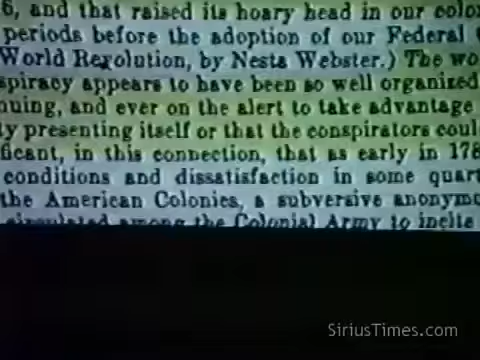 6, and that raised its hoary head in our colo
periods before the adoption of our Federal
World Revolution, by Nesta Webster.) The wo
spiracy appears to have been so well organized
nuing, and ever on the alert to take advantage
ty presenting itself or that the conspirators coul
ficant, in this connection, that as early in 178
conditions and dissatisfaction in some quart
the American Colonies, a subversive anonymo
circulated among the Colonial Army to incite
SiriusTimes.com